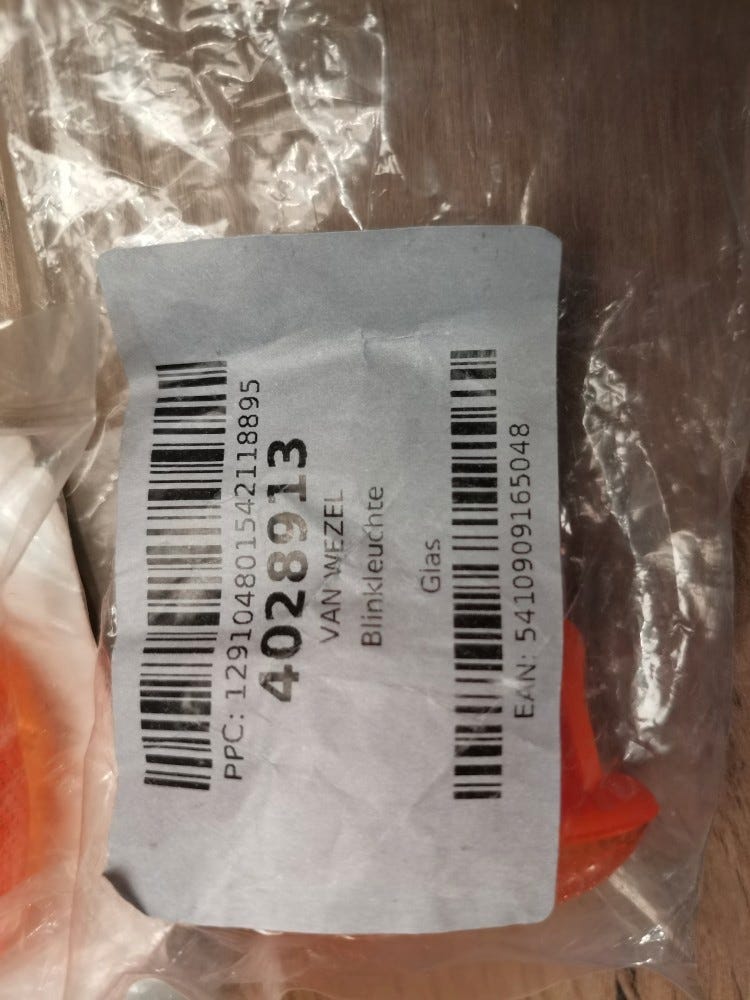 PPC: 129104801542118895
4028913
VAN WEZEL
Blinkleuchte
Glas
EAN: 5410909165048